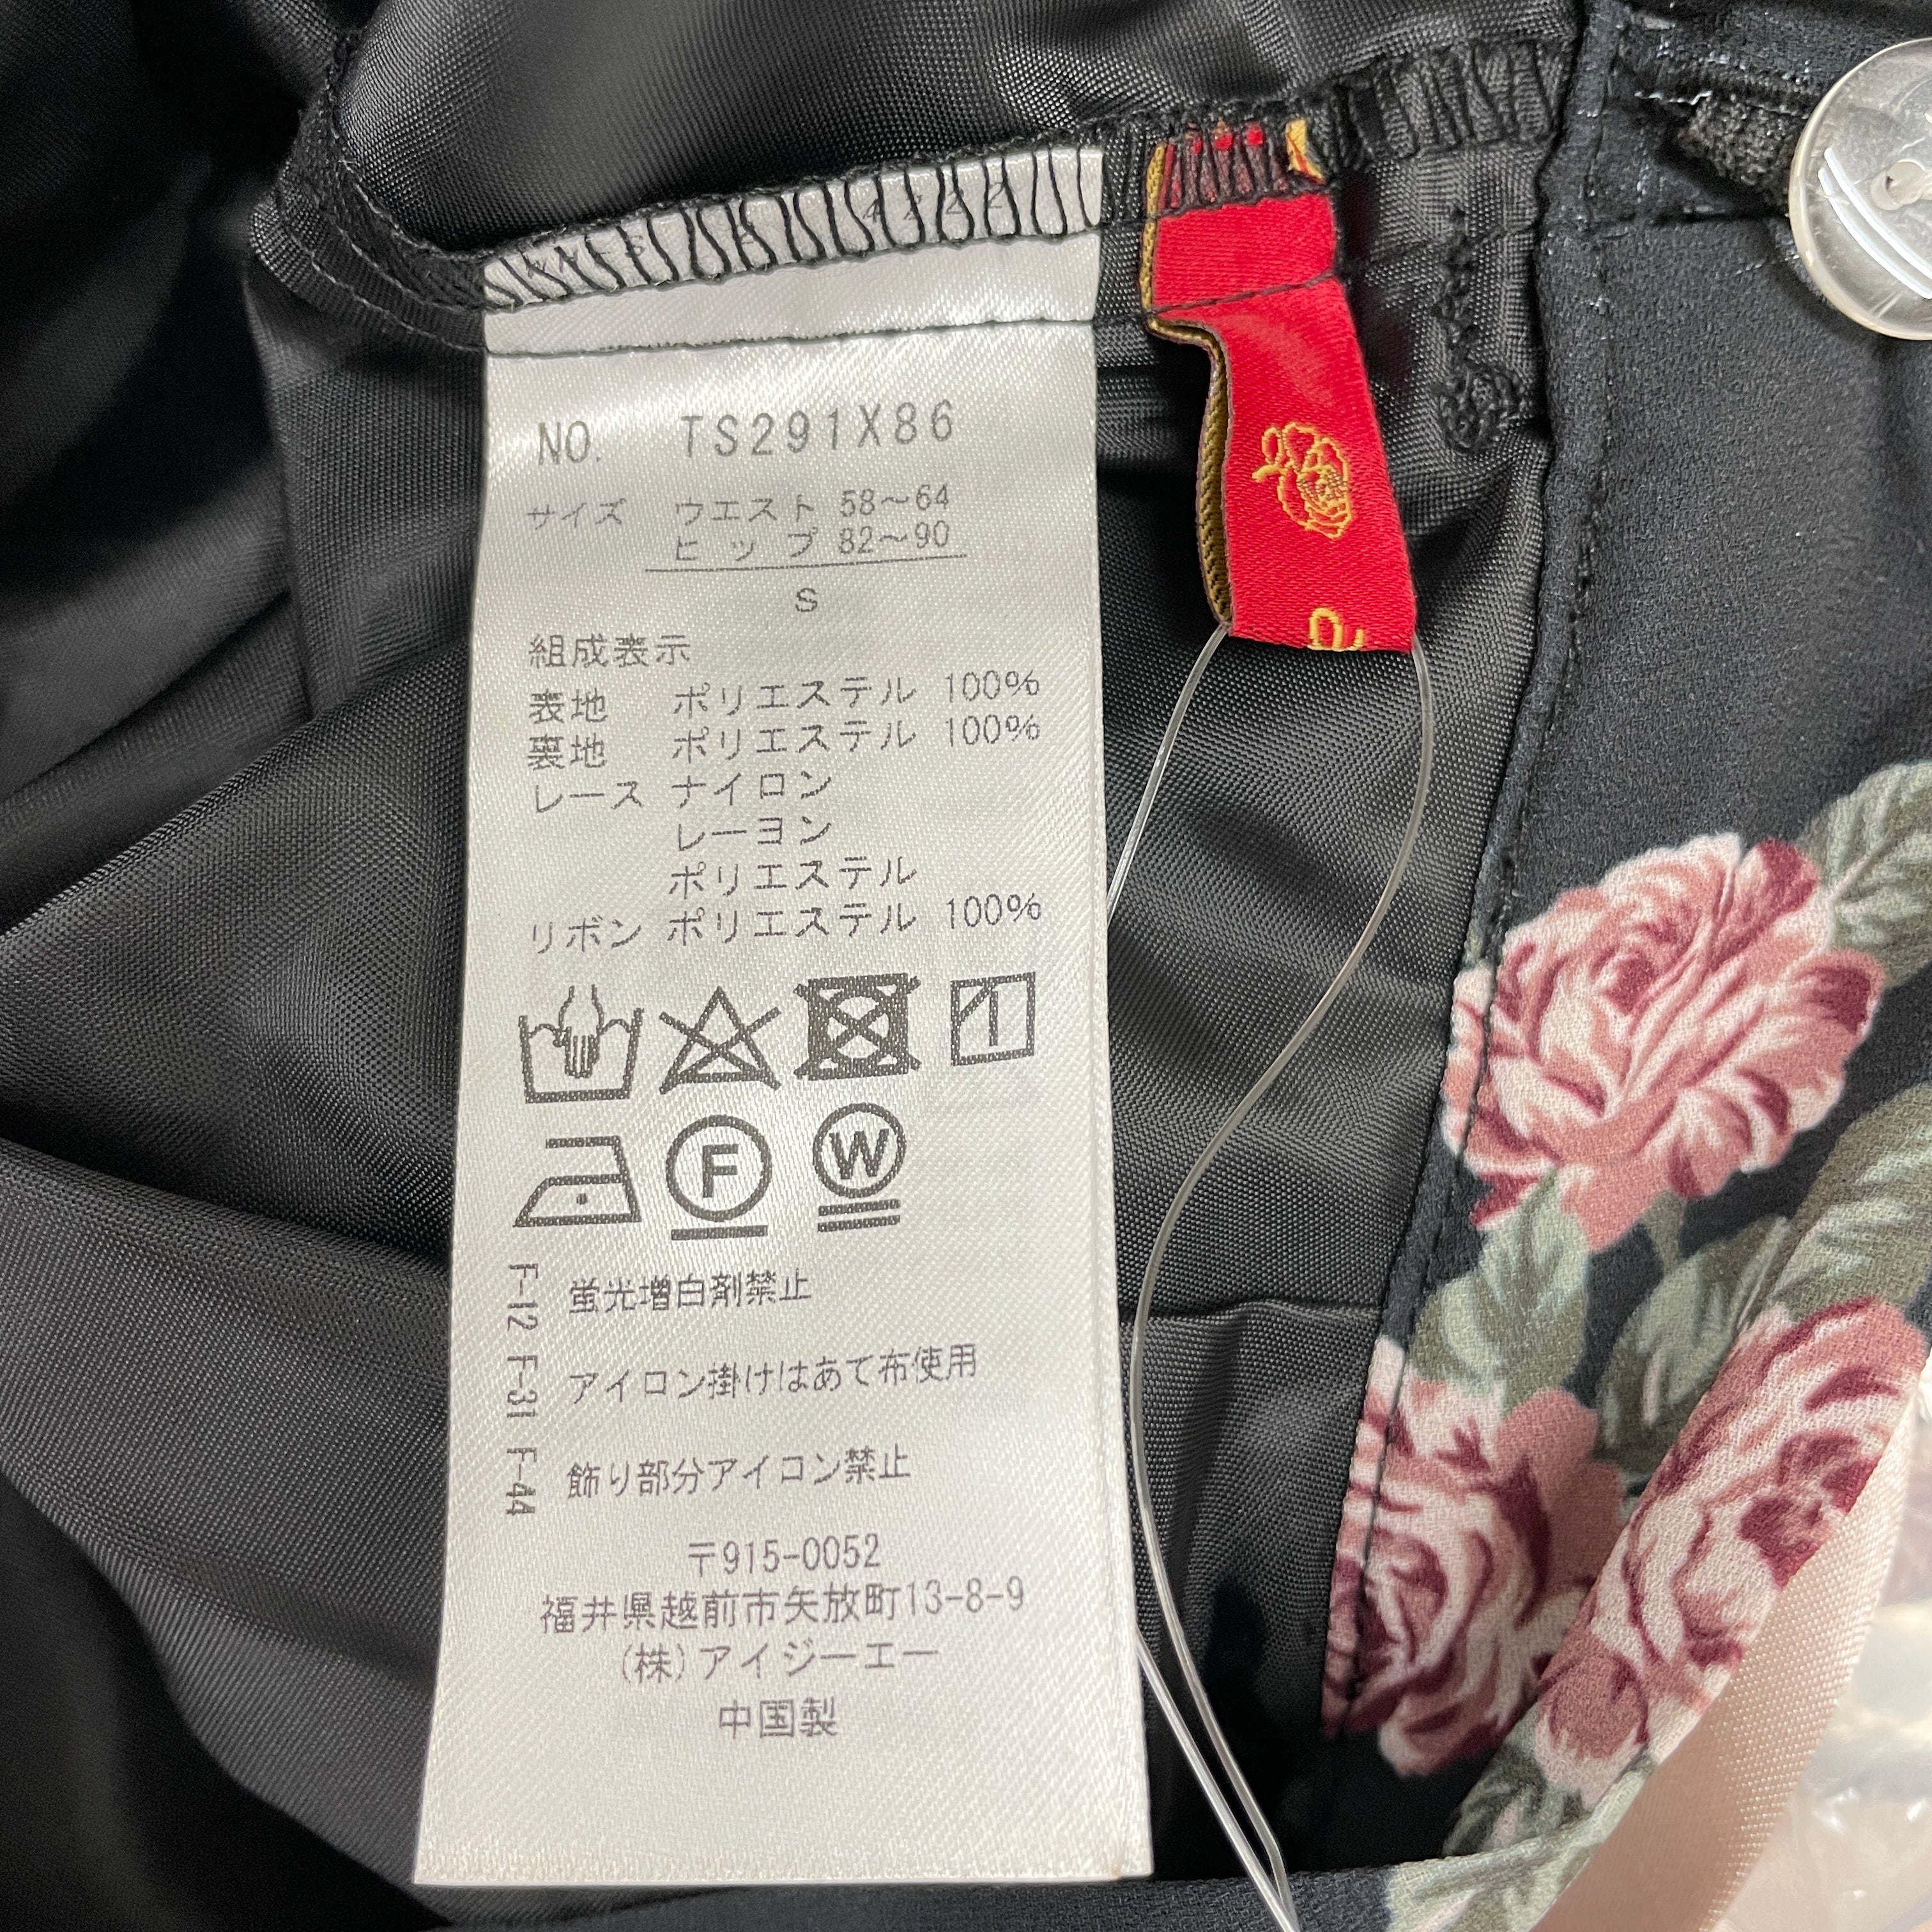 NO. TS291X86
サイズ ウエスト 58～64
ヒップ 82～90
S
組成表示
表地 ポリエステル 100%
裏地 ポリエステル 100%
レース ナイロン
レーヨン
ポリエステル
リボン ポリエステル 100%
F
W
F-12 蛍光増白剤禁止
F-31 アイロン掛けはあて布使用
F-44 飾り部分アイロン禁止
〒915-0052
福井県越前市矢放町13-8-9
(株)アイジーエー
中国製